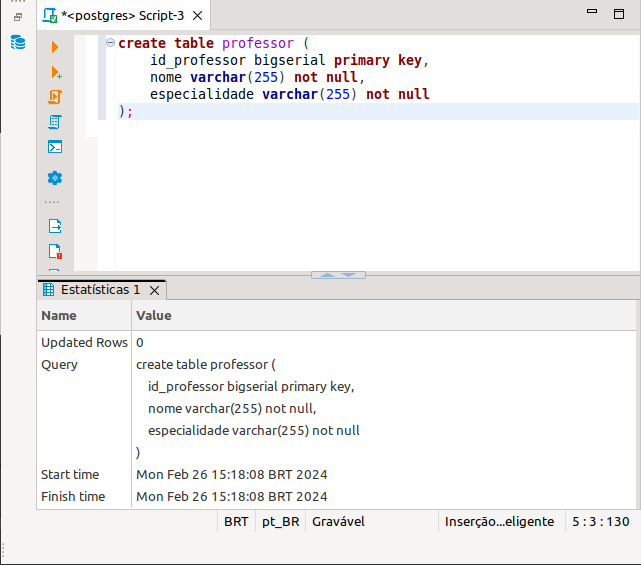 *<postgres> Script-3
create table professor (
id_professor bigserial primary key,
nome varchar(255) not null,
especialidade varchar(255) not null
);
Estatísticas 1
Name Value
Updated Rows 0
Query create table professor (
id_professor bigserial primary key,
nome varchar(255) not null,
especialidade varchar(255) not null
)
Start time Mon Feb 26 15:18:08 BRT 2024
Finish time Mon Feb 26 15:18:08 BRT 2024
BRT pt_BR Gravável Inserção...eligente 5 : 3 : 130